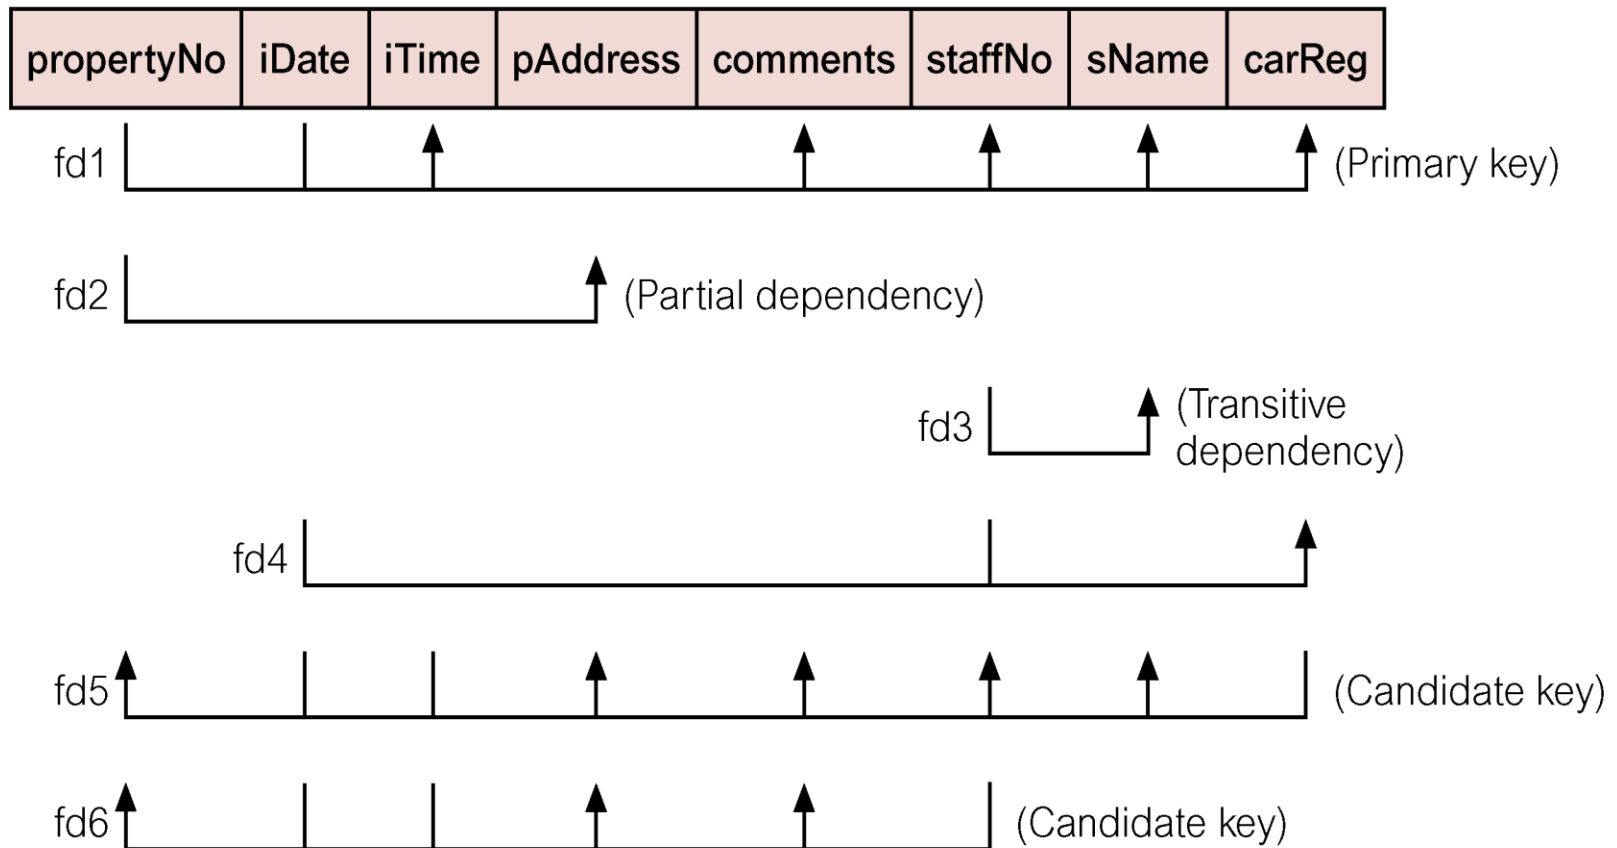 propertyNo iDate iTime pAddress comments staffNo sName carReg
fd1 (Primary key)
fd2 (Partial dependency)
fd3 (Transitive
dependency)
fd4
fd5 (Candidate key)
fd6 (Candidate key)